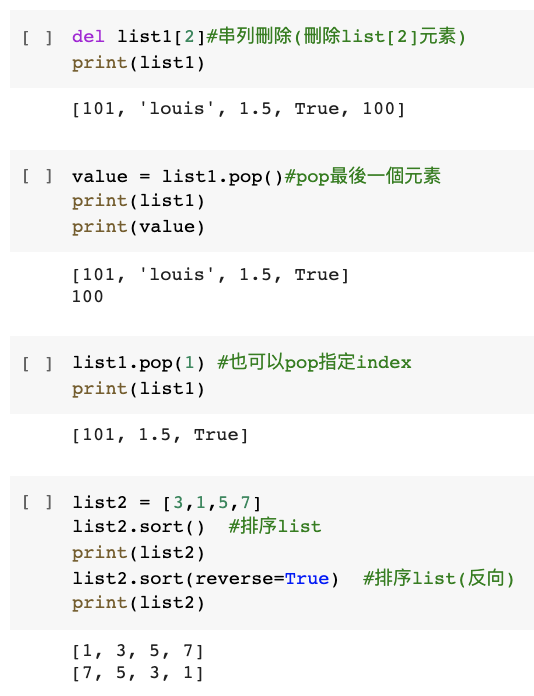 [ ] del list1[2]#串列刪除(刪除list[2]元素)
print(list1)
[101, 'louis', 1.5, True, 100]
[ ] value = list1.pop()#pop最後一個元素
print(list1)
print(value)
[101, 'louis', 1.5, True]
100
[ ] list1.pop(1) #也可以pop指定index
print(list1)
[101, 1.5, True]
[ ] list2 = [3,1,5,7]
list2.sort()  #排序list
print(list2)
list2.sort(reverse=True)  #排序list(反向)
print(list2)
[1, 3, 5, 7]
[7, 5, 3, 1]